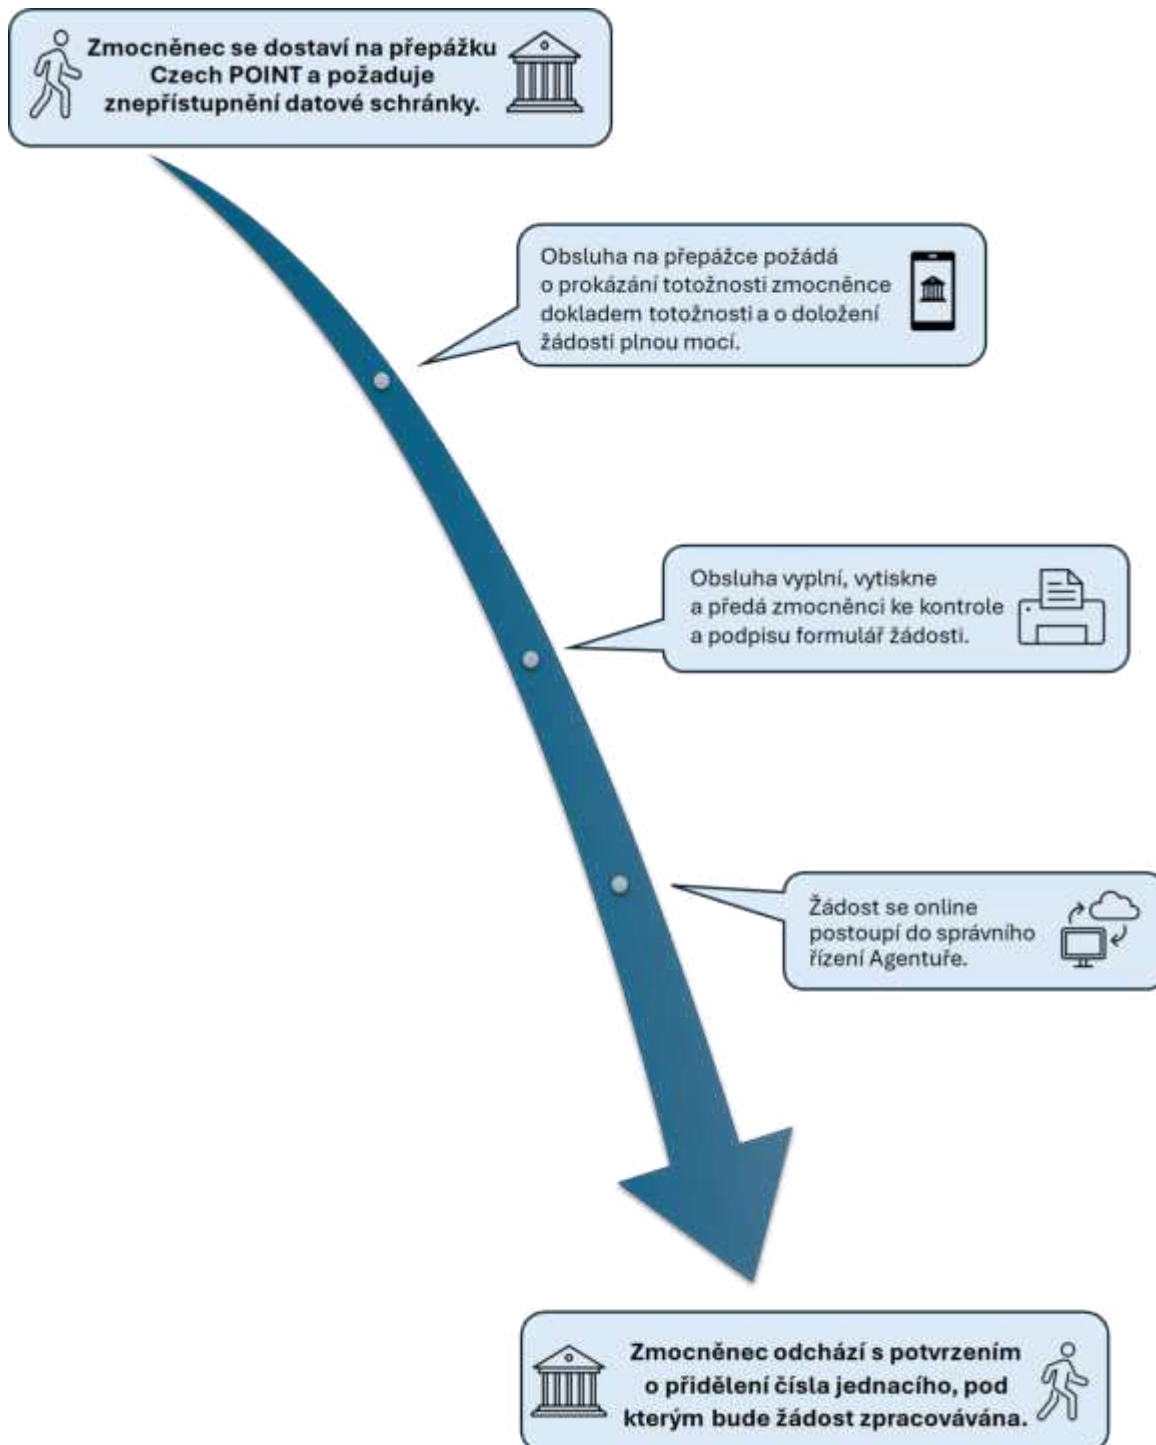 Zmocněnec se dostaví na přepážku
Czech POINT a požaduje
znepřístupnění datové schránky.
Obsluha na přepážce požádá
o prokázání totožnosti zmocněnce
dokladem totožnosti a o doložení
žádosti plnou mocí.
Obsluha vyplní, vytiskne
a předá zmocněnci ke kontrole
a podpisu formulář žádosti.
Žádost se online
postoupí do správního
řízení Agentuře.
Zmocněnec odchází s potvrzením
o přidělení čísla jednacího, pod
kterým bude žádost zpracovávána.